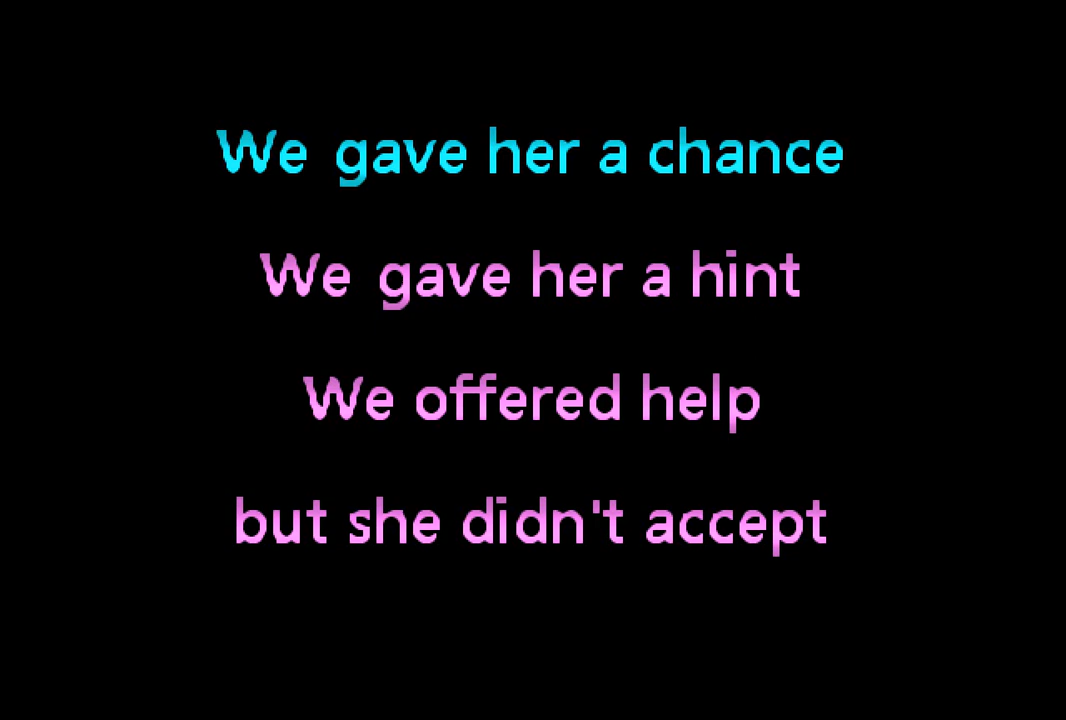 We gave her a chance
We gave her a hint
We offered help
but she didn't accept